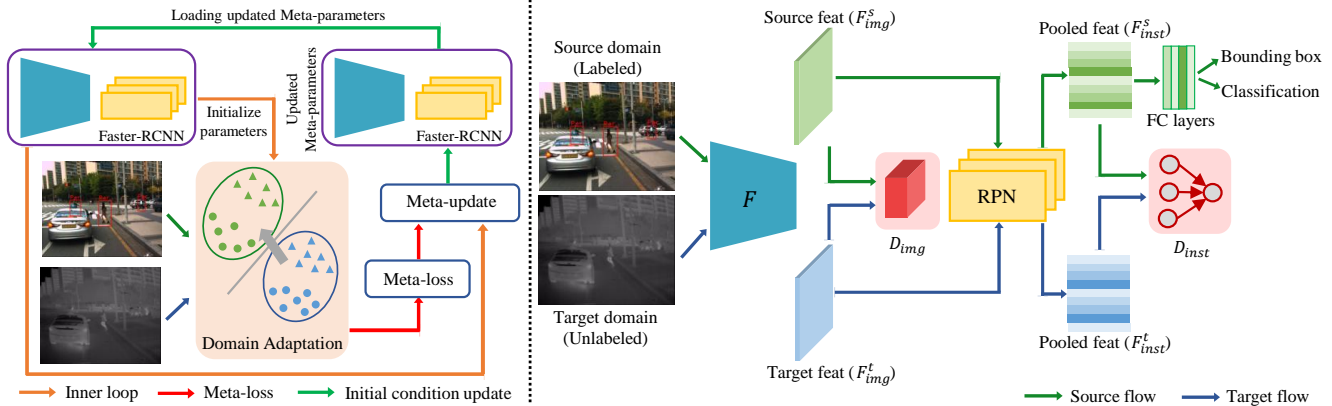 Loading updated Meta-parameters
Faster-RCNN
Initialize
parameters
Updated
Meta-parameters
Faster-RCNN
Meta-update
Meta-loss
Domain Adaptation
Inner loop
Meta-loss
Initial condition update
Source domain
(Labeled)
Target domain
(Unlabeled)
F
Source feat (F^s_img)
Target feat (F^t_img)
D_img
RPN
Pooled feat (F^s_inst)
FC layers
Bounding box
Classification
D_inst
Pooled feat (F^t_inst)
Source flow
Target flow